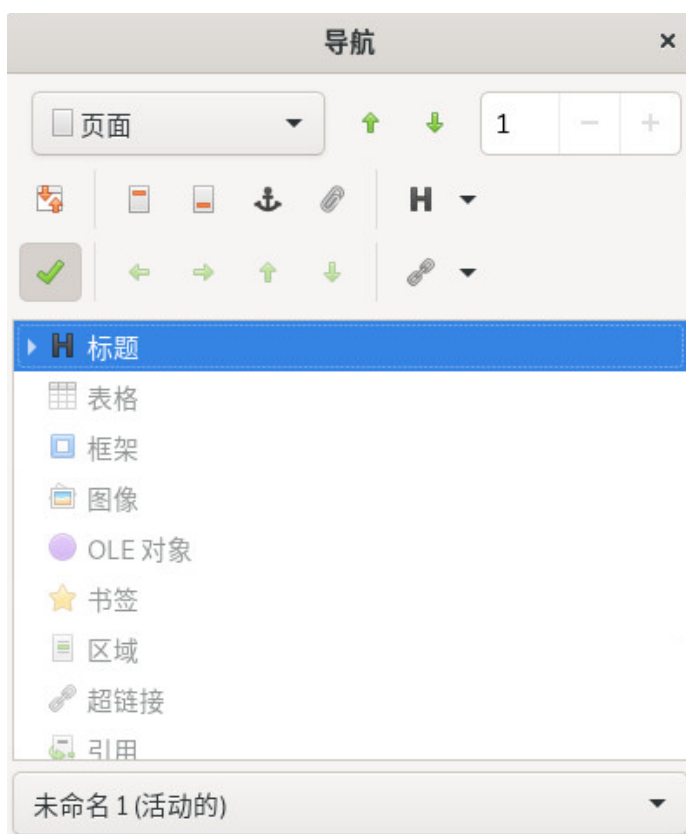 导航
页面
1
H
标题
表格
框架
图像
OLE 对象
书签
区域
超链接
引用
未命名 1 (活动的)